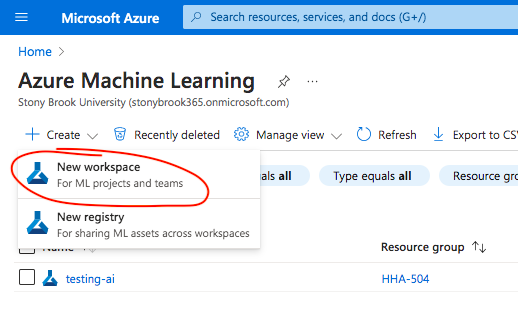 Microsoft Azure
Search resources, services, and docs (G+/)
Home
Azure Machine Learning
Stony Brook University (stonybrook365.onmicrosoft.com)
Create
Recently deleted
Manage view
Refresh
Export to CS
New workspace
For ML projects and teams
als all
Type equals all
Resource grou
New registry
For sharing ML assets across workspaces
Name
Resource group
testing-ai
HHA-504